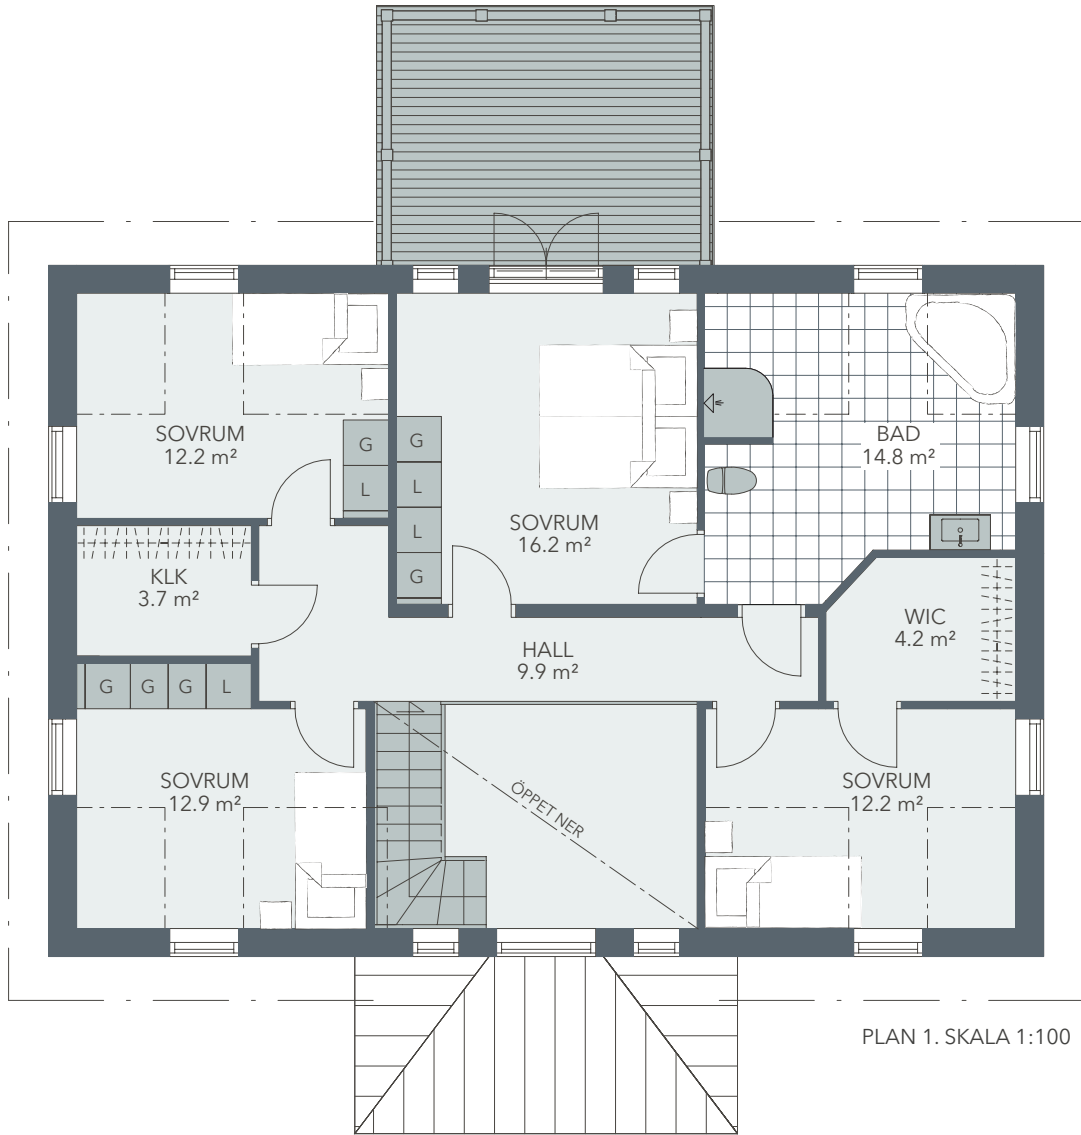 SOVRUM
12.2 m²
G
L
G
L
L
G
SOVRUM
16.2 m²
BAD
14.8 m²
KLK
3.7 m²
WIC
4.2 m²
HALL
9.9 m²
G
G
G
L
SOVRUM
12.9 m²
ÖPPET NER
SOVRUM
12.2 m²
PLAN 1. SKALA 1:100